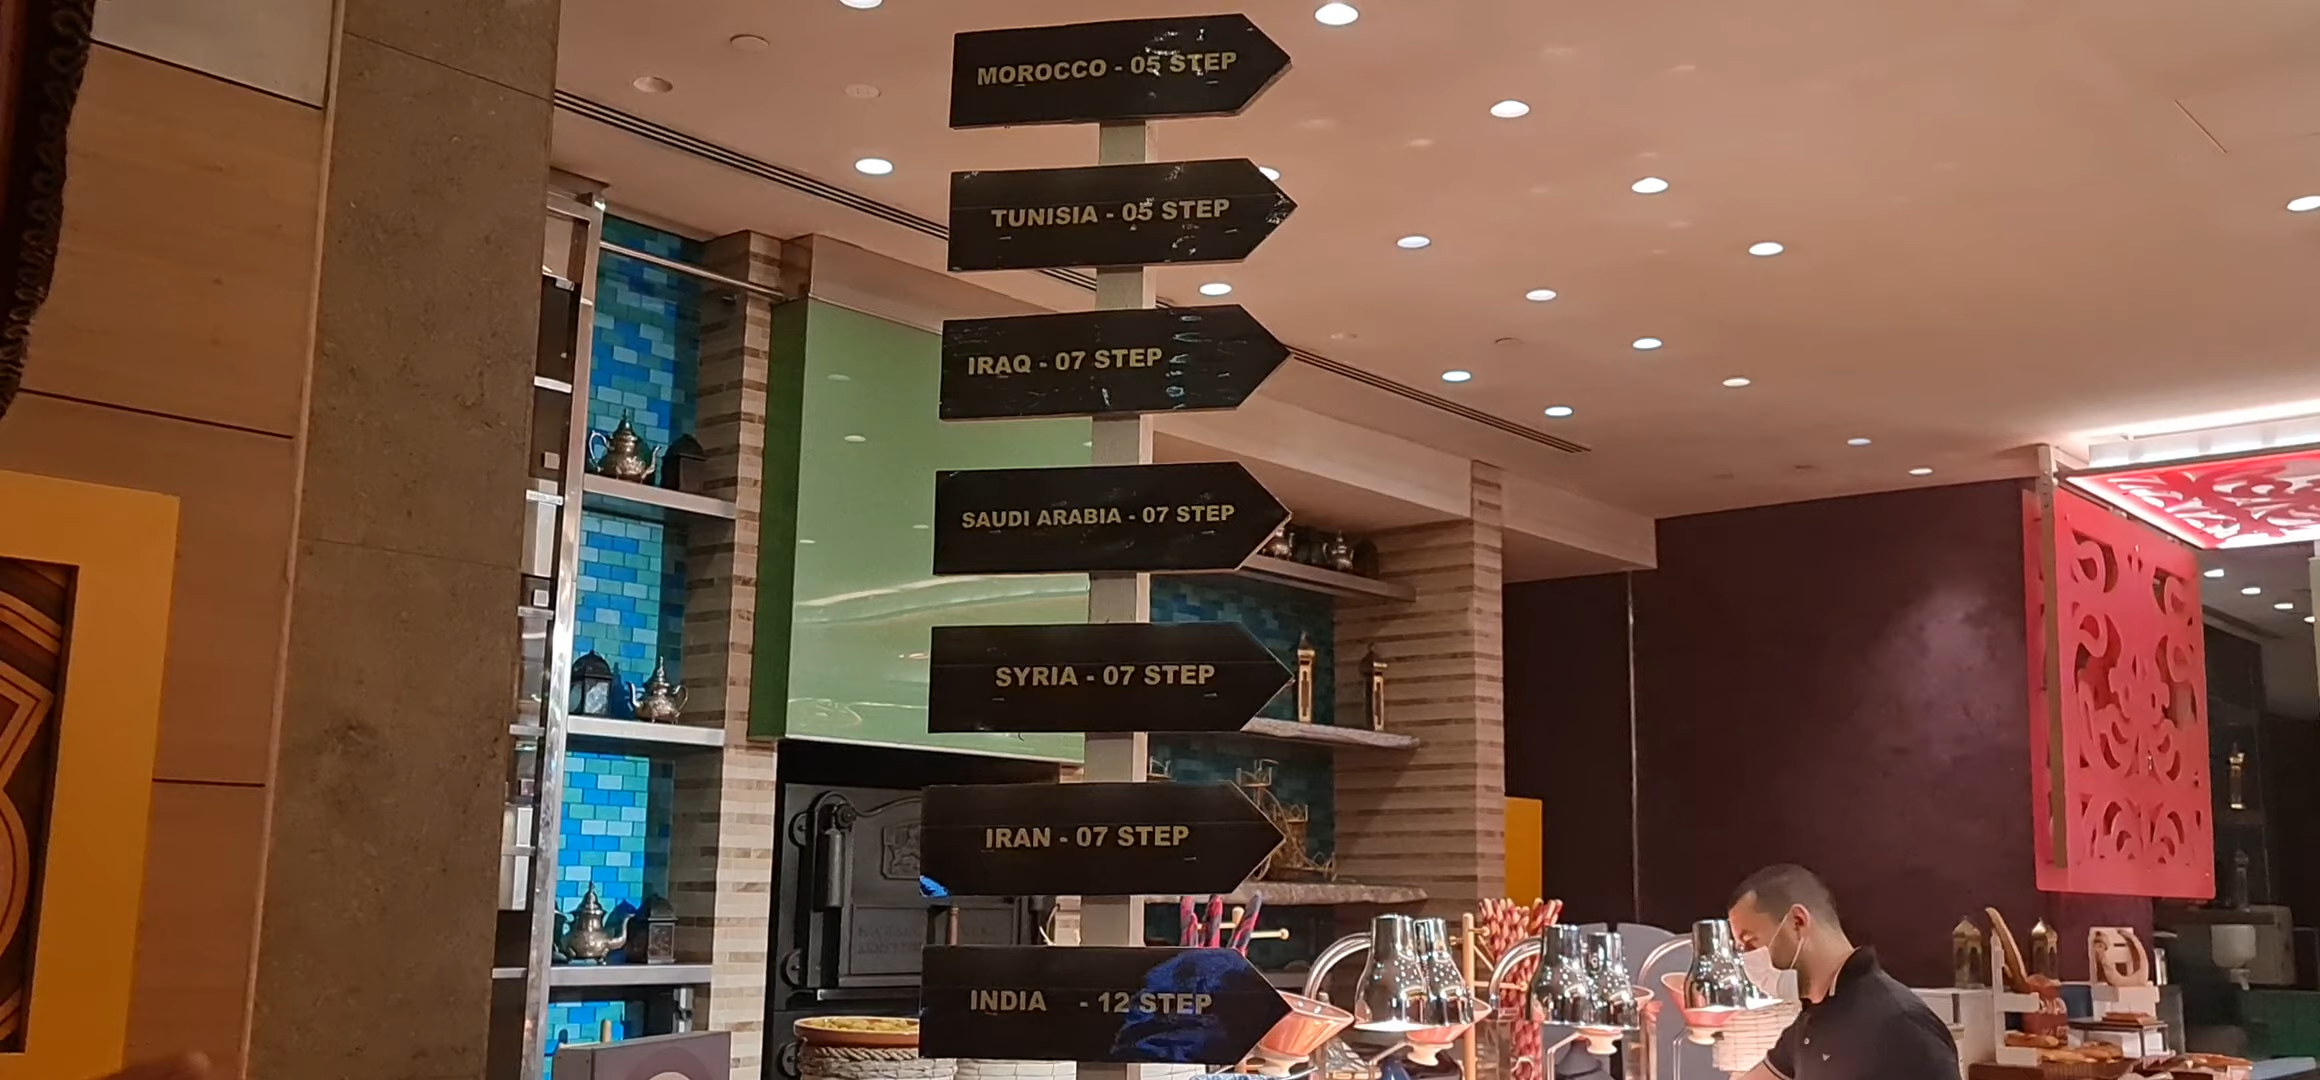 MOROCCO - 05 STEP
TUNISIA - 05 STEP
IRAQ - 07 STEP
SAUDI ARABIA - 07 STEP
SYRIA - 07 STEP
IRAN - 07 STEP
INDIA - 12 STEP